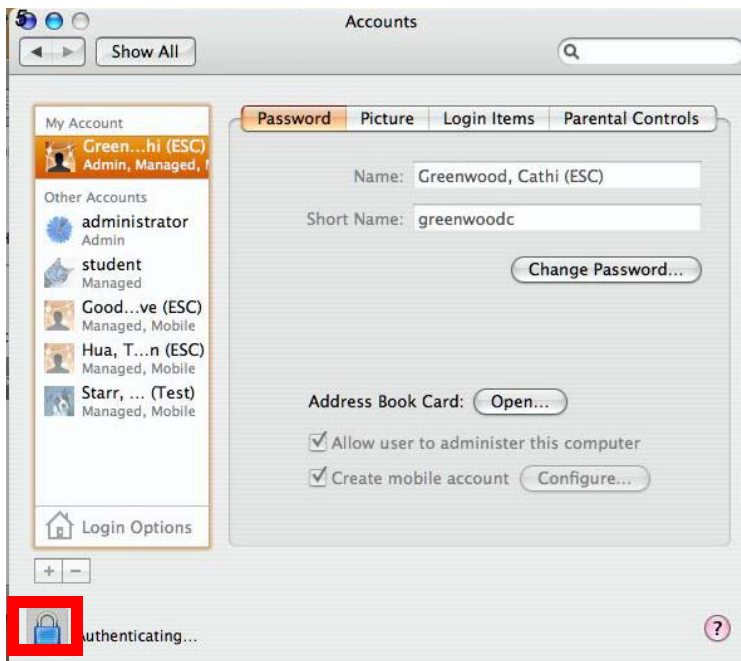 5
Accounts
Show All
My Account
Green...hi (ESC)
Admin, Managed,
Other Accounts
administrator
Admin
student
Managed
Good...ve (ESC)
Managed, Mobile
Hua, T...n (ESC)
Managed, Mobile
Starr, ... (Test)
Managed, Mobile
Login Options
+ −
Password Picture Login Items Parental Controls
Name: Greenwood, Cathi (ESC)
Short Name: greenwoodc
Change Password...
Address Book Card: Open...
Allow user to administer this computer
Create mobile account Configure...
uthenticating...
?